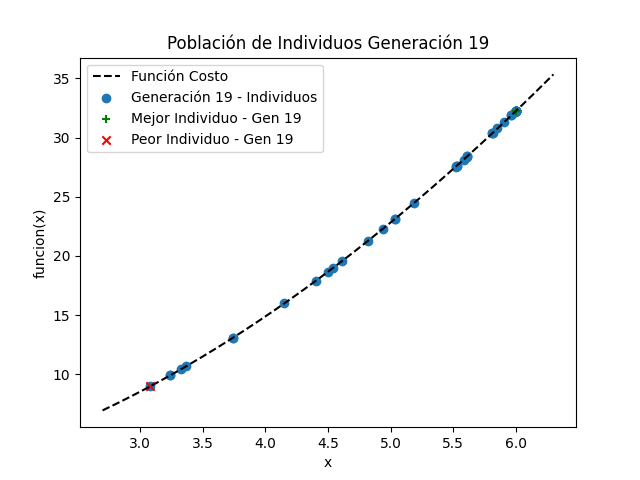 Población de Individuos Generación 19
Función Costo
Generación 19 - Individuos
Mejor Individuo - Gen 19
Peor Individuo - Gen 19
funcion(x)
35
30
25
20
15
10
3.0 3.5 4.0 4.5 5.0 5.5 6.0
x